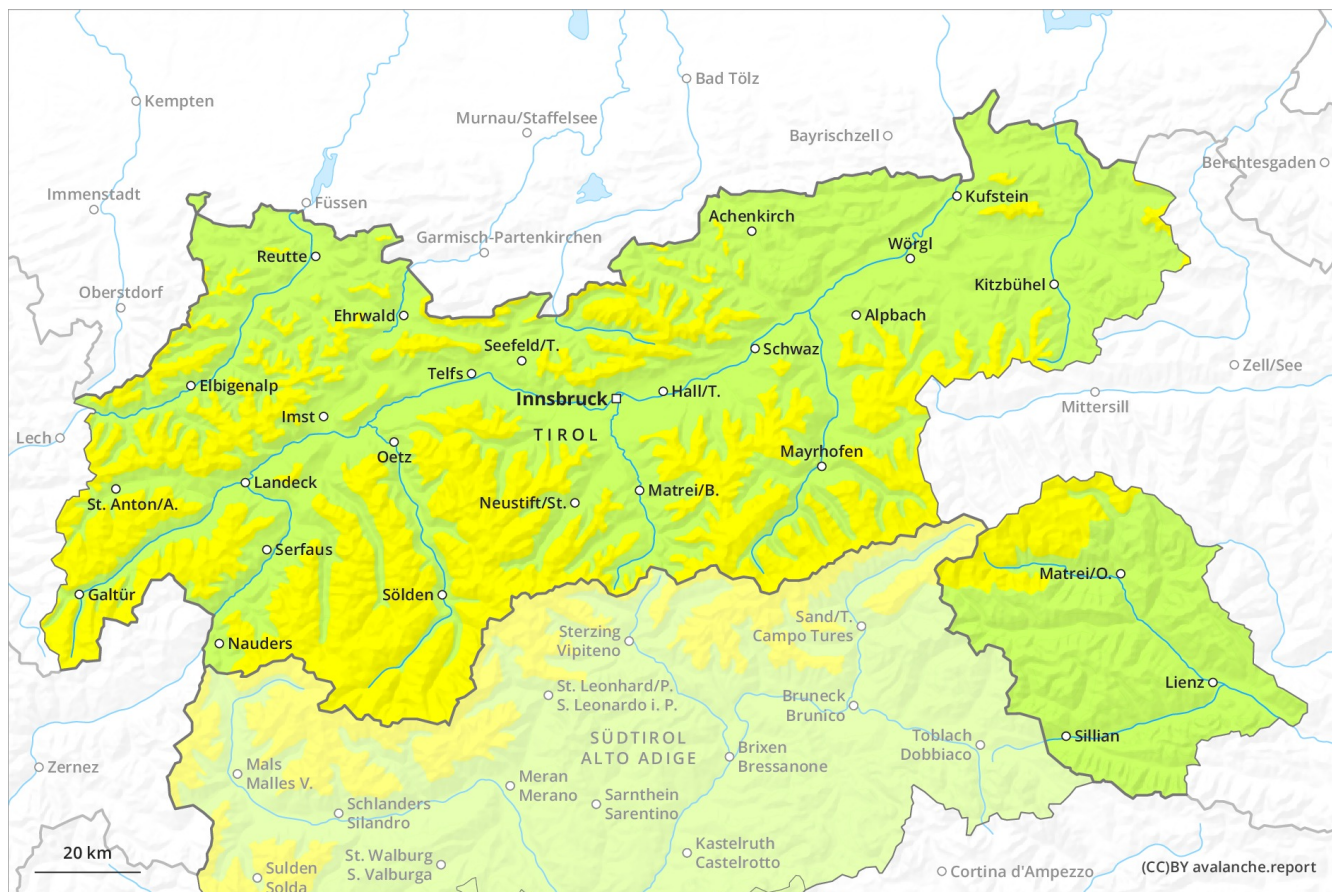 Bad Tölz
Kempten
Murnau/Staffelsee
Bayrischzell
Berchtesgaden
Immenstadt
Füssen
Kufstein
Achenkirch
Garmisch-Partenkirchen
Wörgl
Reutte
Kitzbühel
Oberstdorf
Ehrwald
Alpbach
Seefeld/T.
Schwaz
Zell/See
Telfs
Elbigenalp
Hall/T.
Innsbruck
Mittersill
Imst
Lech
TIROL
Oetz
Mayrhofen
Landeck
St. Anton/A.
Neustift/St.
Matrei/B.
Serfaus
Matrei/O.
Galtür
Sölden
Sand/T.
Campo Tures
Sterzing
Vipiteno
Nauders
Lienz
St. Leonhard/P.
S. Leonardo i. P.
Bruneck
Brunico
SÜDTIROL
ALTO ADIGE
Toblach
Dobbiaco
Sillian
Brixen
Bressanone
Zernez
Mals
Malles V.
Meran
Merano
Sarnthein
Sarentino
Schlanders
Silandro
Kastelruth
Castelrotto
20 km
St. Walburg
S. Valburga
Sulden
Solda
Cortina d'Ampezzo
(CC)BY avalanche.report